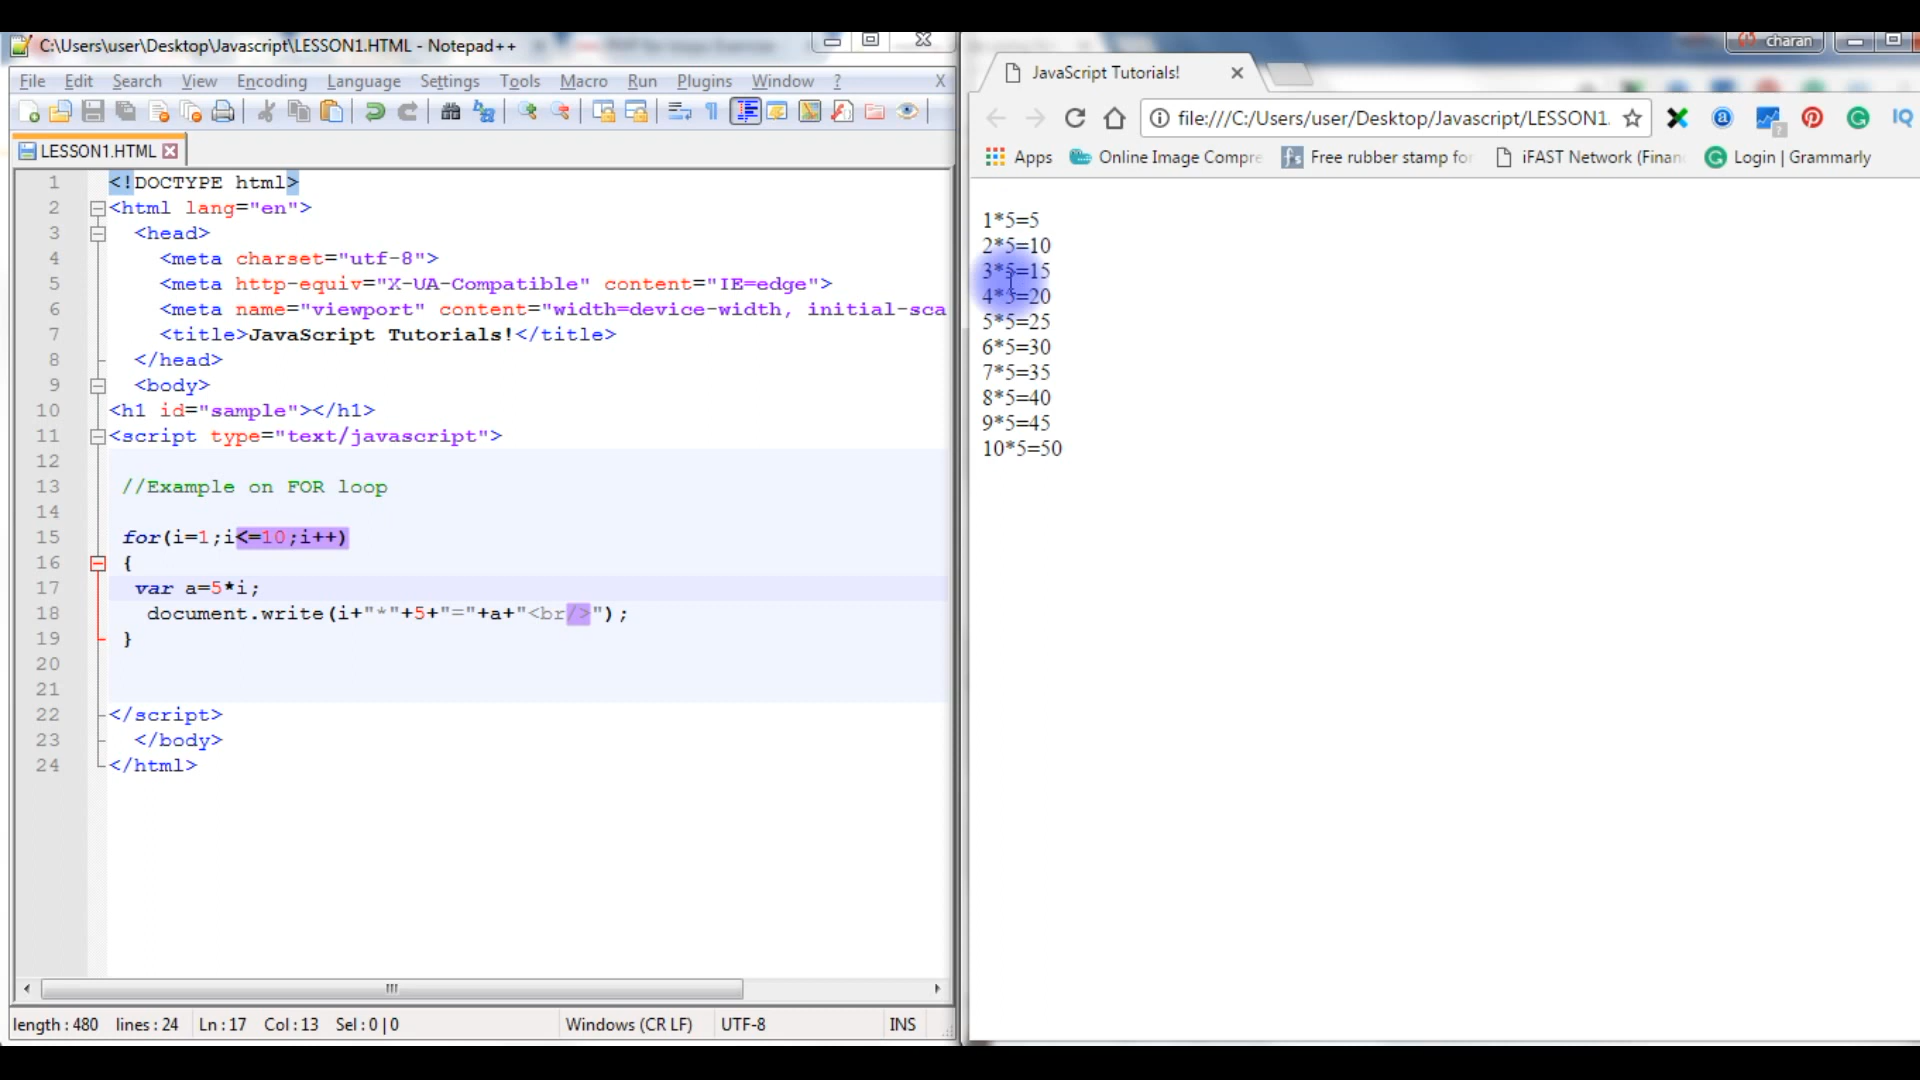 C:\Users\user\Desktop\Javascript\LESSON1.HTML - Notepad++
File Edit Search View Encoding Language Settings Tools Macro Run Plugins Window ? X
LESSON1.HTML
1 <!DOCTYPE html>
2 <html lang="en">
3 <head>
4 <meta charset="utf-8">
5 <meta http-equiv="X-UA-Compatible" content="IE=edge">
6 <meta name="viewport" content="width=device-width, initial-sca
7 <title>JavaScript Tutorials!</title>
8 </head>
9 <body>
10 <h1 id="sample"></h1>
11 <script type="text/javascript">
12
13 //Example on FOR loop
14
15 for(i=1;i<=10;i++)
16 {
17 var a=5*i;
18 document.write(i+"*"+5+"="+a+"<br/>");
19 }
20
21
22 </script>
23 </body>
24 </html>
length : 480 lines : 24 Ln : 17 Col : 13 Sel : 0 | 0 Windows (CR LF) UTF-8 INS
charan
JavaScript Tutorials!
file:///C:/Users/user/Desktop/Javascript/LESSON1.
IQ
Apps Online Image Compre Free rubber stamp for iFAST Network (Finan Login | Grammarly
1*5=5
2*5=10
3*5=15
4*5=20
5*5=25
6*5=30
7*5=35
8*5=40
9*5=45
10*5=50